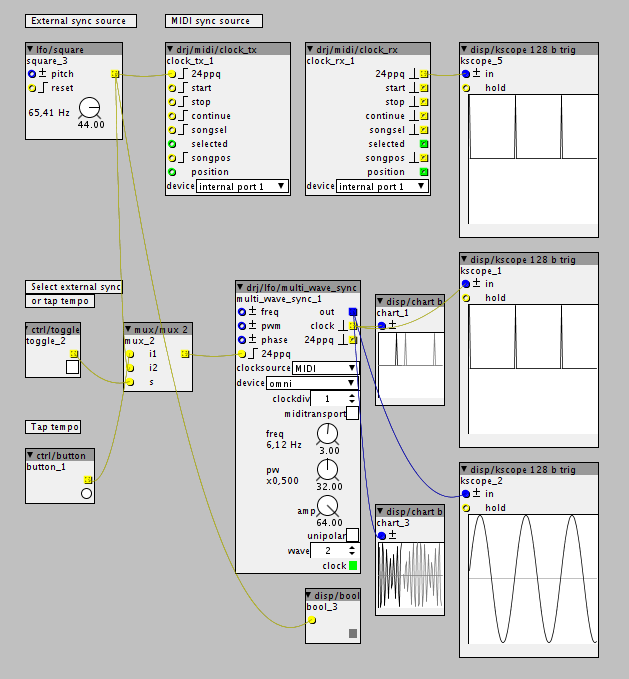 External sync source
MIDI sync source
lfo/square
square_3
pitch
reset
65,41 Hz
44.00
drj/midi/clock_tx
clock_tx_1
24ppq
start
stop
continue
songsel
selected
songpos
position
device internal port 1
drj/midi/clock_rx
clock_rx_1
24ppq
start
stop
continue
songsel
selected
songpos
position
device internal port 1
disp/kscope 128 b trig
kscope_5
in
hold
Select external sync
or tap tempo
ctrl/toggle
toggle_2
mux/mux 2
mux_2
i1
i2
s
Tap tempo
ctrl/button
button_1
drj/lfo/multi_wave_sync
multi_wave_sync_1
freq out
pwm clock
phase 24ppq
24ppq
clocksource MIDI
device omni
clockdiv 1
miditransport
freq
6,12 Hz
3.00
pw
x0,500
32.00
amp
64.00
unipolar
wave 2
clock
disp/chart b
chart_1
disp/chart b
chart_3
disp/bool
bool_3
disp/kscope 128 b trig
kscope_1
in
hold
disp/kscope 128 b trig
kscope_2
in
hold